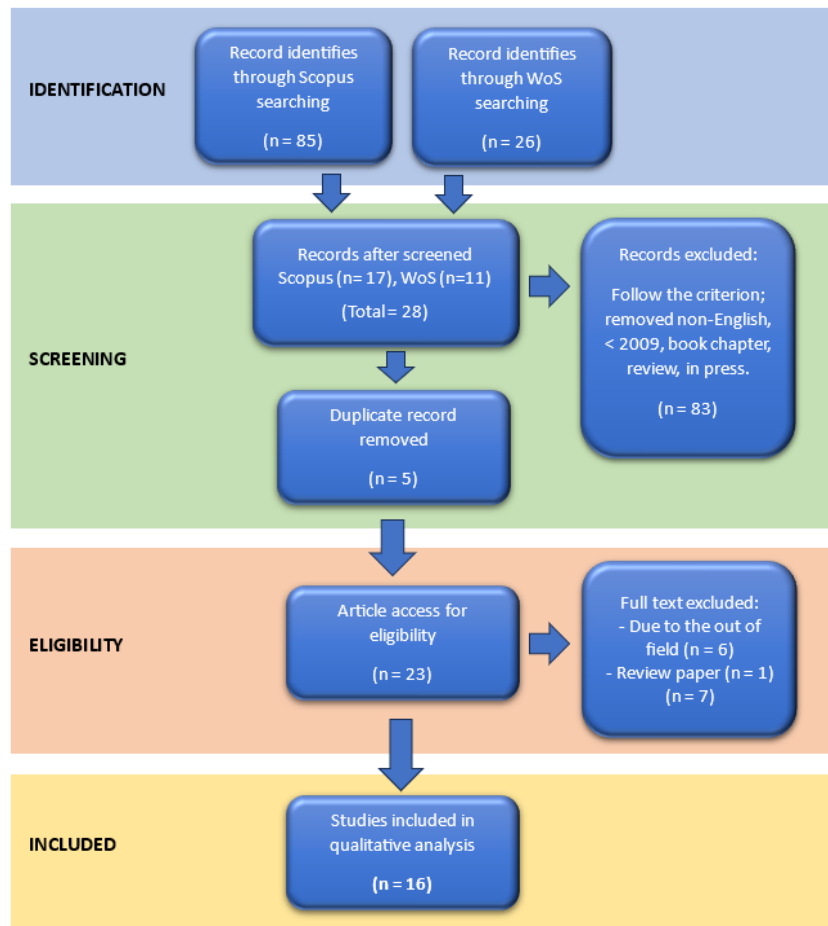 IDENTIFICATION
Record identifies
through Scopus
searching
(n = 85)
Record identifies
through WoS
searching
(n = 26)
SCREENING
Records after screened
Scopus (n= 17), WoS (n=11)
(Total = 28)
Records excluded:
Follow the criterion;
removed non-English,
< 2009, book chapter,
review, in press.
(n = 83)
Duplicate record
removed
(n = 5)
ELIGIBILITY
Article access for
eligibility
(n = 23)
Full text excluded:
- Due to the out of
field (n = 6)
- Review paper (n = 1)
(n = 7)
INCLUDED
Studies included in
qualitative analysis
(n = 16)